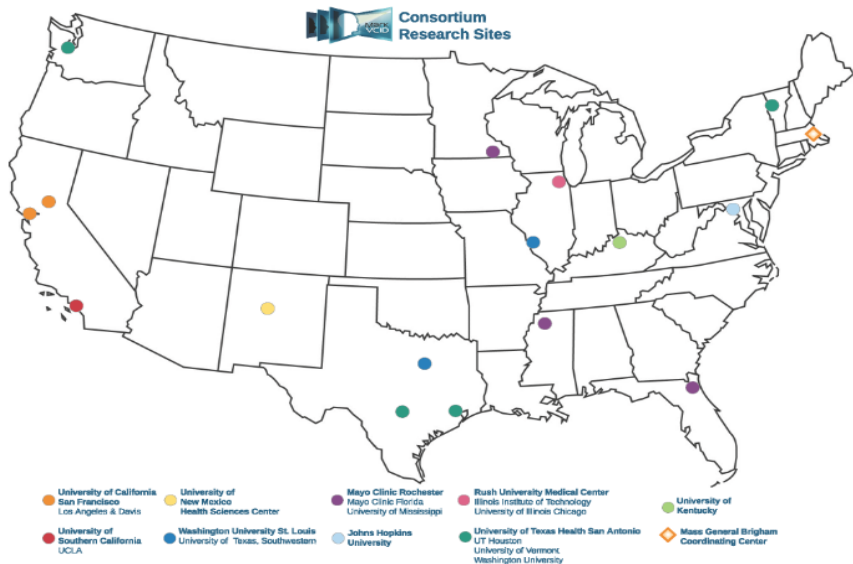 MarkVCID
Consortium
Research Sites
University of California
San Francisco
Los Angeles & Davis
University of
New Mexico
Health Sciences Center
Mayo Clinic Rochester
Mayo Clinic Florida
University of Mississippi
Rush University Medical Center
Illinois Institute of Technology
University of Illinois Chicago
University of
Kentucky
University of
Southern California
UCLA
Washington University St. Louis
University of Texas, Southwestern
Johns Hopkins
University
University of Texas Health San Antonio
UT Houston
University of Vermont
Washington University
Mass General Brigham
Coordinating Center